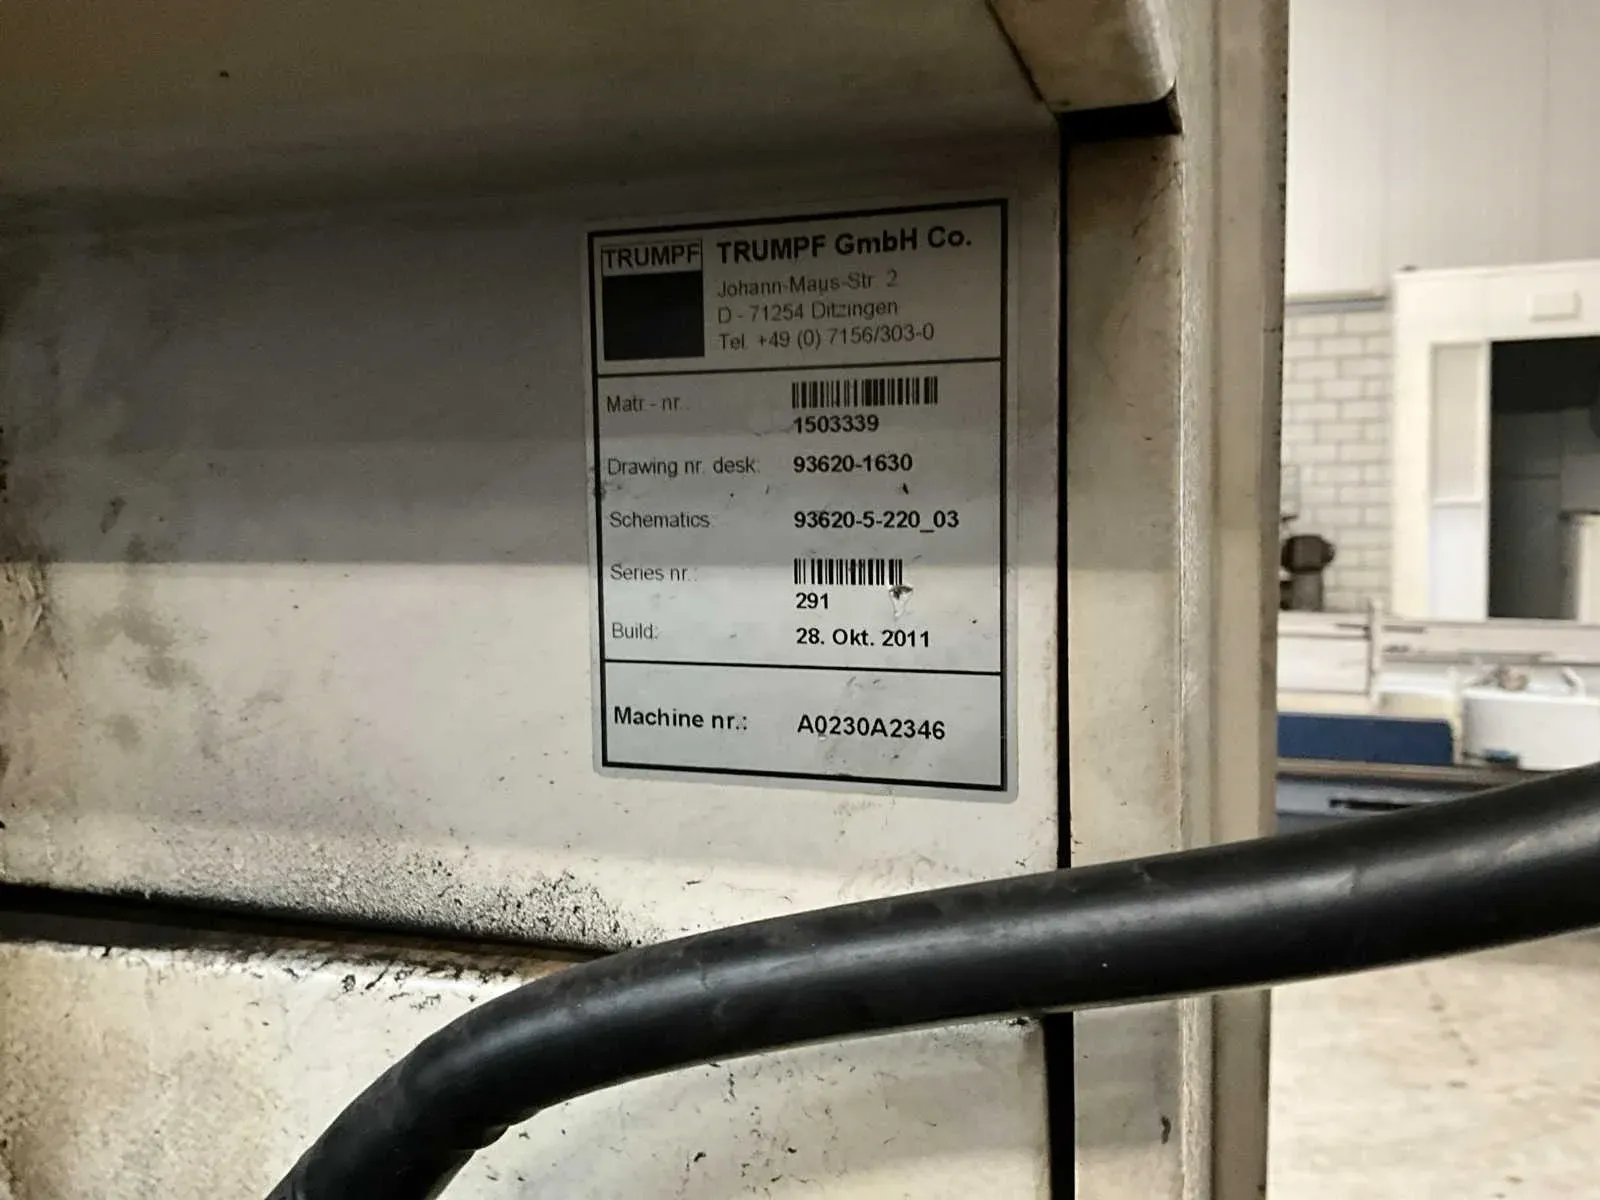 TRUMPF
TRUMPF GmbH Co.
Johann-Maus-Str. 2
D - 71254 Ditzingen
Tel. +49 (0) 7156/303-0
Matr.- nr.:
1503339
Drawing nr. desk: 93620-1630
Schematics: 93620-5-220_03
Series nr.:
291
Build: 28. Okt. 2011
Machine nr.: A0230A2346